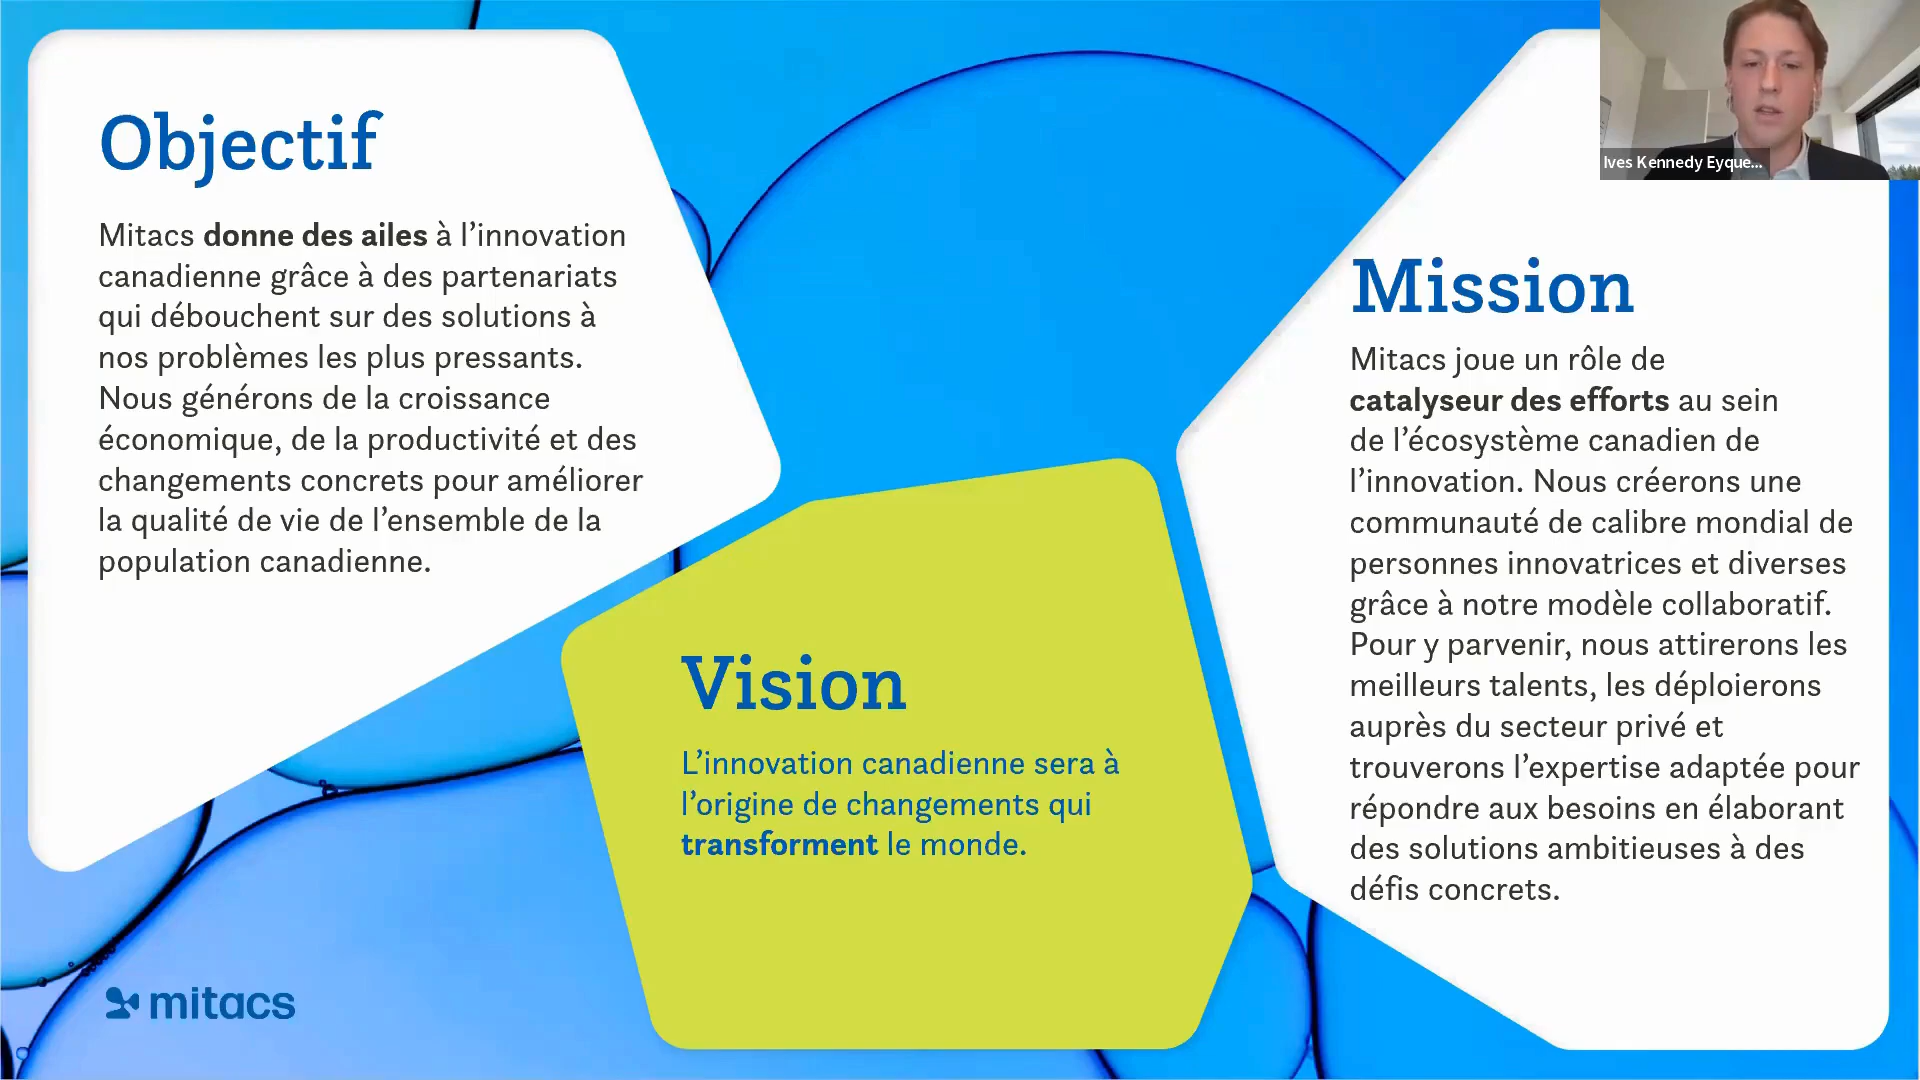 Objectif
Mitacs donne des ailes à l’innovation
canadienne grâce à des partenariats
qui débouchent sur des solutions à
nos problèmes les plus pressants.
Nous générons de la croissance
économique, de la productivité et des
changements concrets pour améliorer
la qualité de vie de l’ensemble de la
population canadienne.
Vision
L’innovation canadienne sera à
l’origine de changements qui
transforment le monde.
Ives Kennedy Eyque...
Mission
Mitacs joue un rôle de
catalyseur des efforts au sein
de l’écosystème canadien de
l’innovation. Nous créerons une
communauté de calibre mondial de
personnes innovatrices et diverses
grâce à notre modèle collaboratif.
Pour y parvenir, nous attirerons les
meilleurs talents, les déploierons
auprès du secteur privé et
trouverons l’expertise adaptée pour
répondre aux besoins en élaborant
des solutions ambitieuses à des
défis concrets.
mitacs